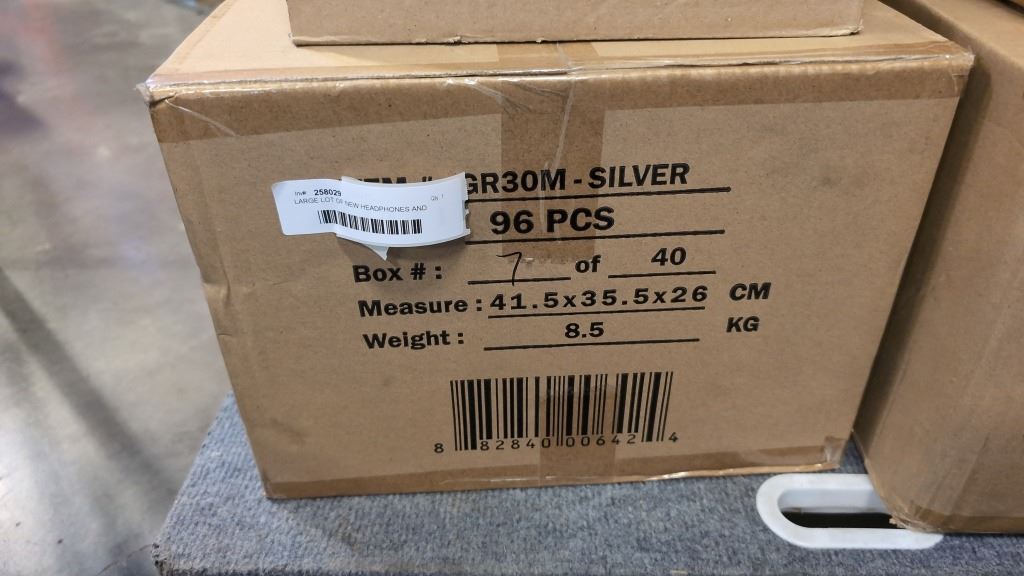 GR30M - SILVER
Inv#: 258029
LARGE LOT OF NEW HEADPHONES AND
96 PCS
Box # : 7 of 40
Measure : 41.5x35.5x26 CM
Weight : 8.5 KG
8 82840 00642 4